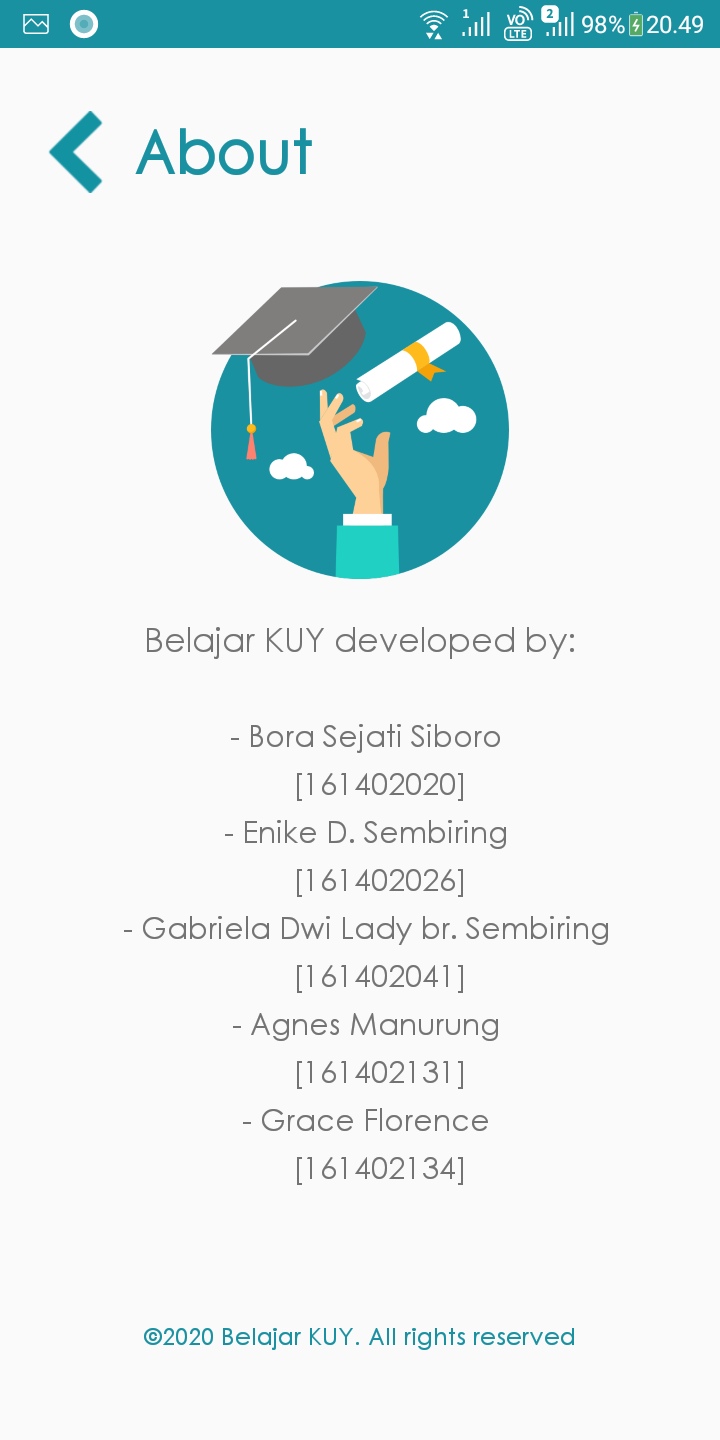 1 VO LTE 2 98% 20.49
About
Belajar KUY developed by:
- Bora Sejati Siboro
[161402020]
- Enike D. Sembiring
[161402026]
- Gabriela Dwi Lady br. Sembiring
[161402041]
- Agnes Manurung
[161402131]
- Grace Florence
[161402134]
©2020 Belajar KUY. All rights reserved